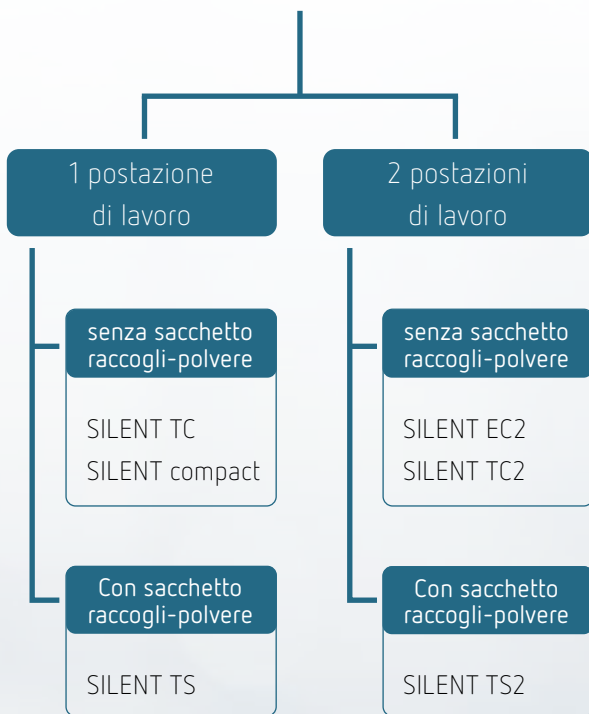 1 postazione
di lavoro
senza sacchetto
raccogli-polvere
SILENT TC
SILENT compact
Con sacchetto
raccogli-polvere
SILENT TS
2 postazioni
di lavoro
senza sacchetto
raccogli-polvere
SILENT EC2
SILENT TC2
Con sacchetto
raccogli-polvere
SILENT TS2